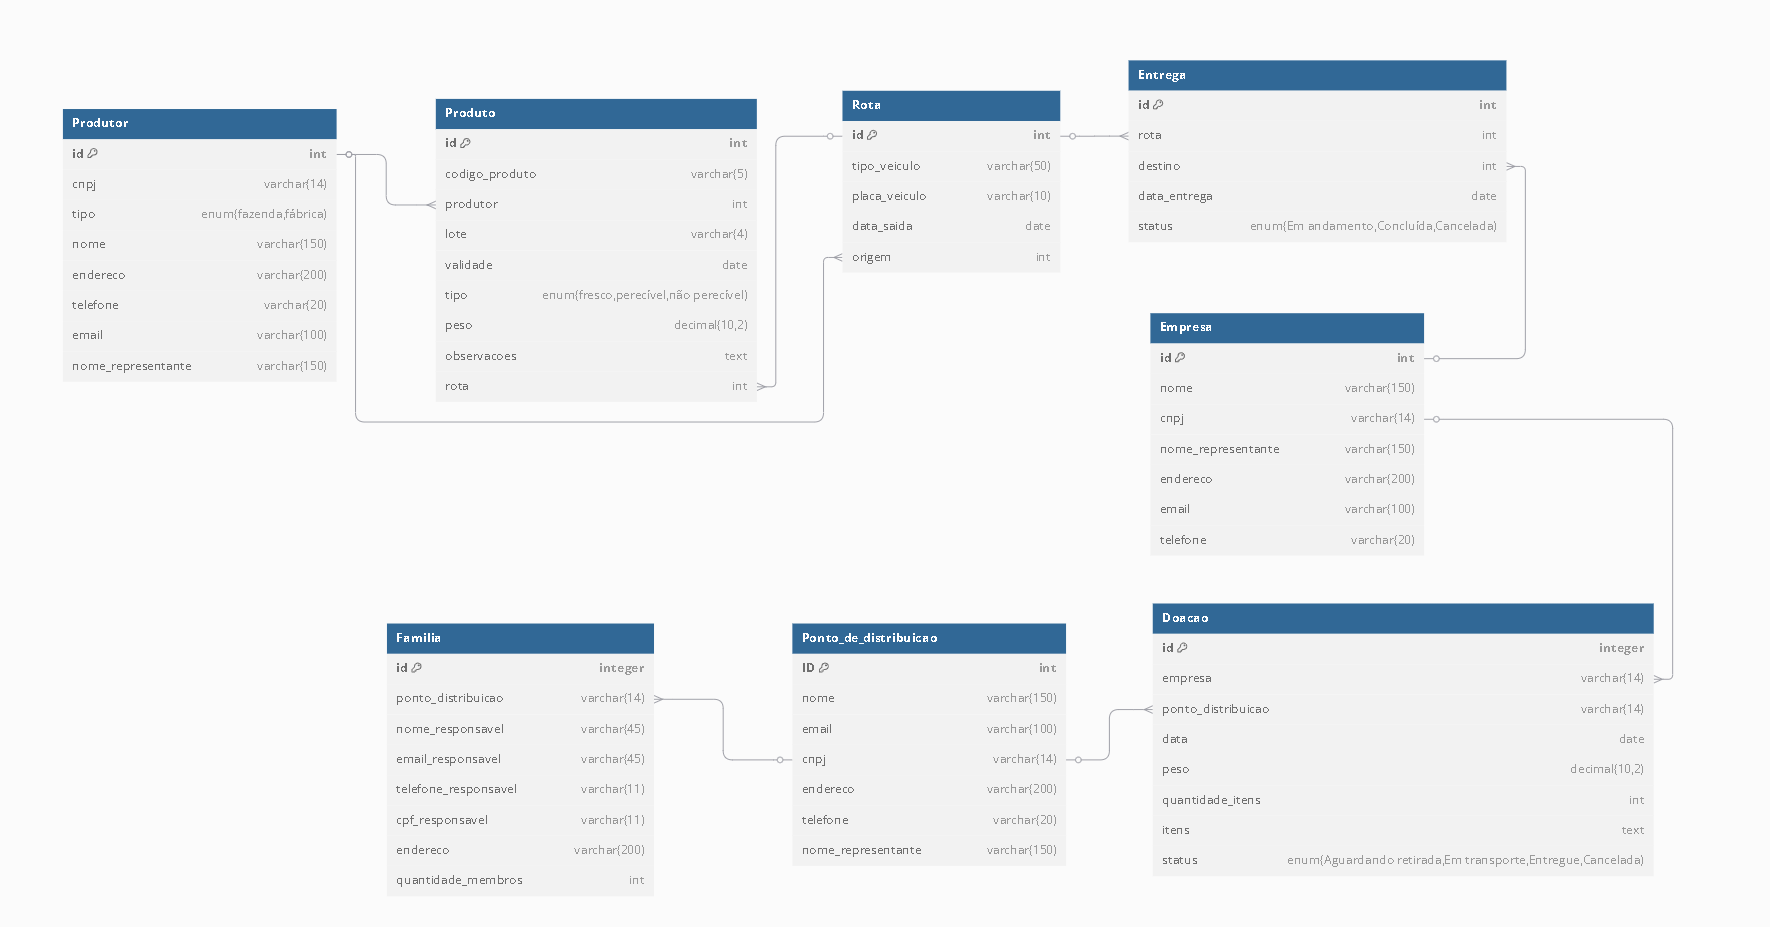 Produtor
id int
cnpj varchar(14)
tipo enum(fazenda,fábrica)
nome varchar(150)
endereco varchar(200)
telefone varchar(20)
email varchar(100)
nome_representante varchar(150)
Produto
id int
codigo_produto varchar(5)
produtor int
lote varchar(4)
validade date
tipo enum(fresco,perecível,não perecível)
peso decimal(10,2)
observacoes text
rota int
Rota
id int
tipo_veiculo varchar(50)
placa_veiculo varchar(10)
data_saida date
origem int
Entrega
id int
rota int
destino int
data_entrega date
status enum(Em andamento,Concluída,Cancelada)
Empresa
id int
nome varchar(150)
cnpj varchar(14)
nome_representante varchar(150)
endereco varchar(200)
email varchar(100)
telefone varchar(20)
Familia
id integer
ponto_distribuicao varchar(14)
nome_responsavel varchar(45)
email_responsavel varchar(45)
telefone_responsavel varchar(11)
cpf_responsavel varchar(11)
endereco varchar(200)
quantidade_membros int
Ponto_de_distribuicao
ID int
nome varchar(150)
email varchar(100)
cnpj varchar(14)
endereco varchar(200)
telefone varchar(20)
nome_representante varchar(150)
Doacao
id integer
empresa varchar(14)
ponto_distribuicao varchar(14)
data date
peso decimal(10,2)
quantidade_itens int
itens text
status enum(Aguardando retirada,Em transporte,Entregue,Cancelada)